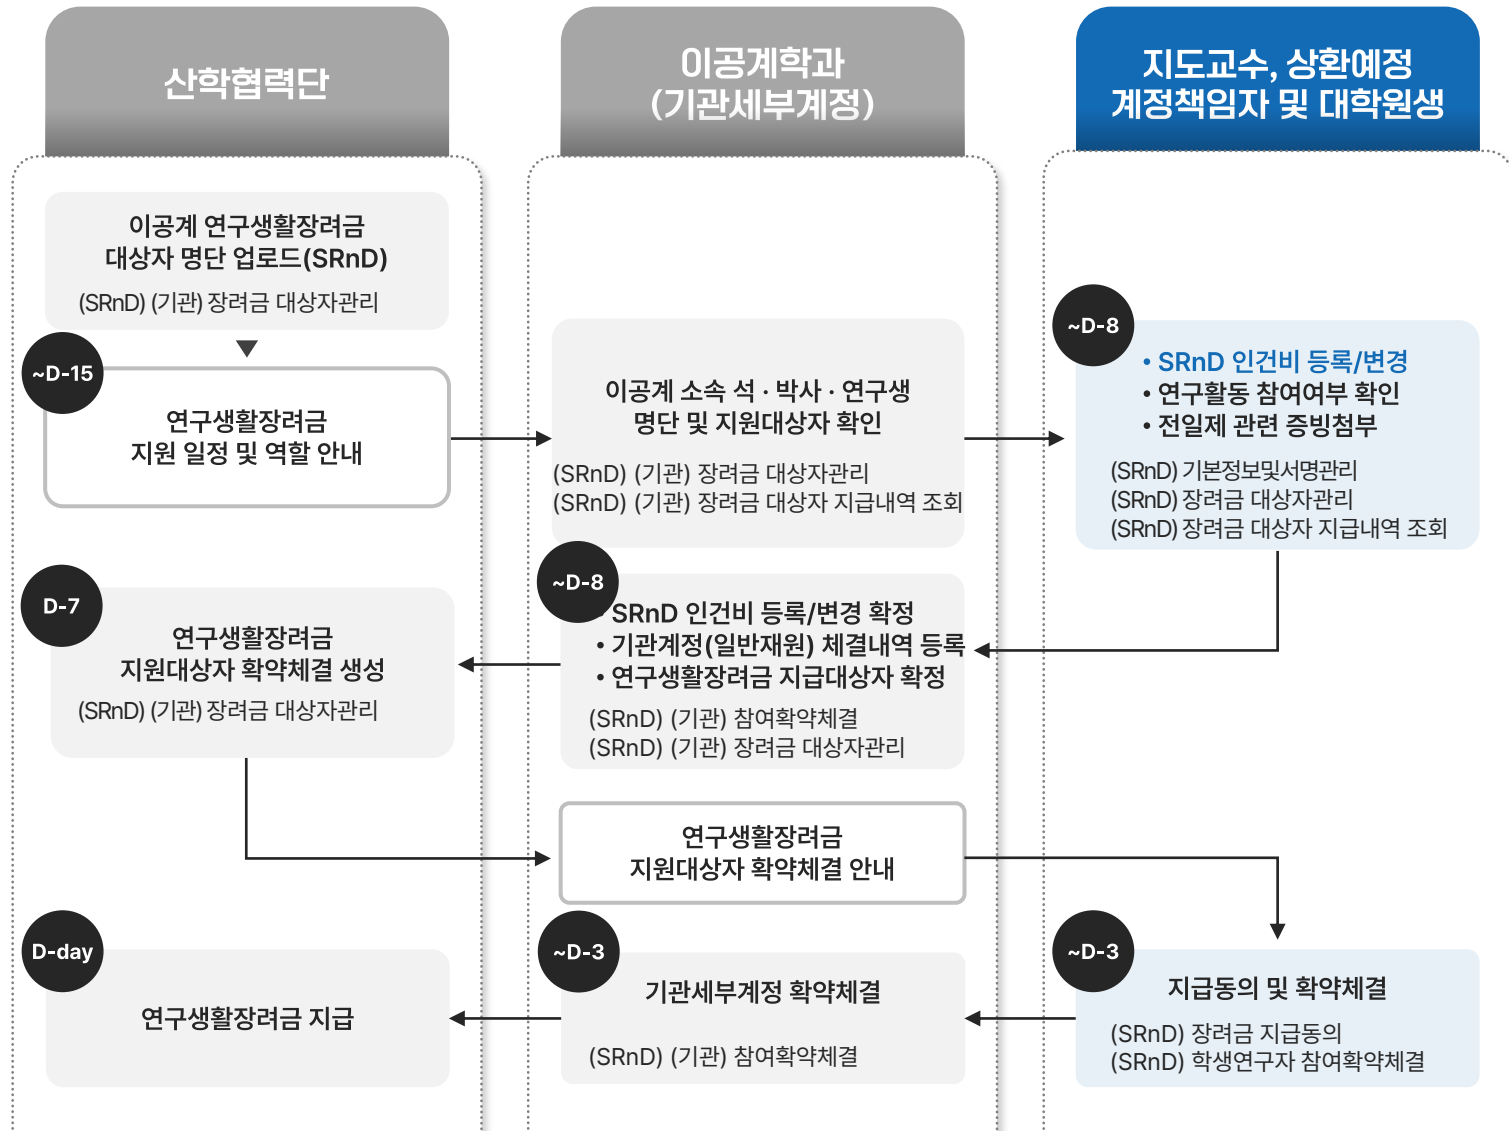 산학협력단
이공계학과
(기관세부계정)
지도교수, 상환예정
계정책임자 및 대학원생
이공계 연구생활장려금
대상자 명단 업로드(SRnD)
(SRnD) (기관) 장려금 대상자관리
~D-15
연구생활장려금
지원 일정 및 역할 안내
이공계 소속 석 · 박사 · 연구생
명단 및 지원대상자 확인
(SRnD) (기관) 장려금 대상자관리
(SRnD) (기관) 장려금 대상자 지급내역 조회
~D-8
• SRnD 인건비 등록/변경
• 연구활동 참여여부 확인
• 전일제 관련 증빙첨부
(SRnD) 기본정보및서명관리
(SRnD) 장려금 대상자관리
(SRnD) 장려금 대상자 지급내역 조회
~D-8
• SRnD 인건비 등록/변경 확정
• 기관계정(일반재원) 체결내역 등록
• 연구생활장려금 지급대상자 확정
(SRnD) (기관) 참여확약체결
(SRnD) (기관) 장려금 대상자관리
D-7
연구생활장려금
지원대상자 확약체결 생성
(SRnD) (기관) 장려금 대상자관리
연구생활장려금
지원대상자 확약체결 안내
~D-3
지급동의 및 확약체결
(SRnD) 장려금 지급동의
(SRnD) 학생연구자 참여확약체결
~D-3
기관세부계정 확약체결
(SRnD) (기관) 참여확약체결
D-day
연구생활장려금 지급